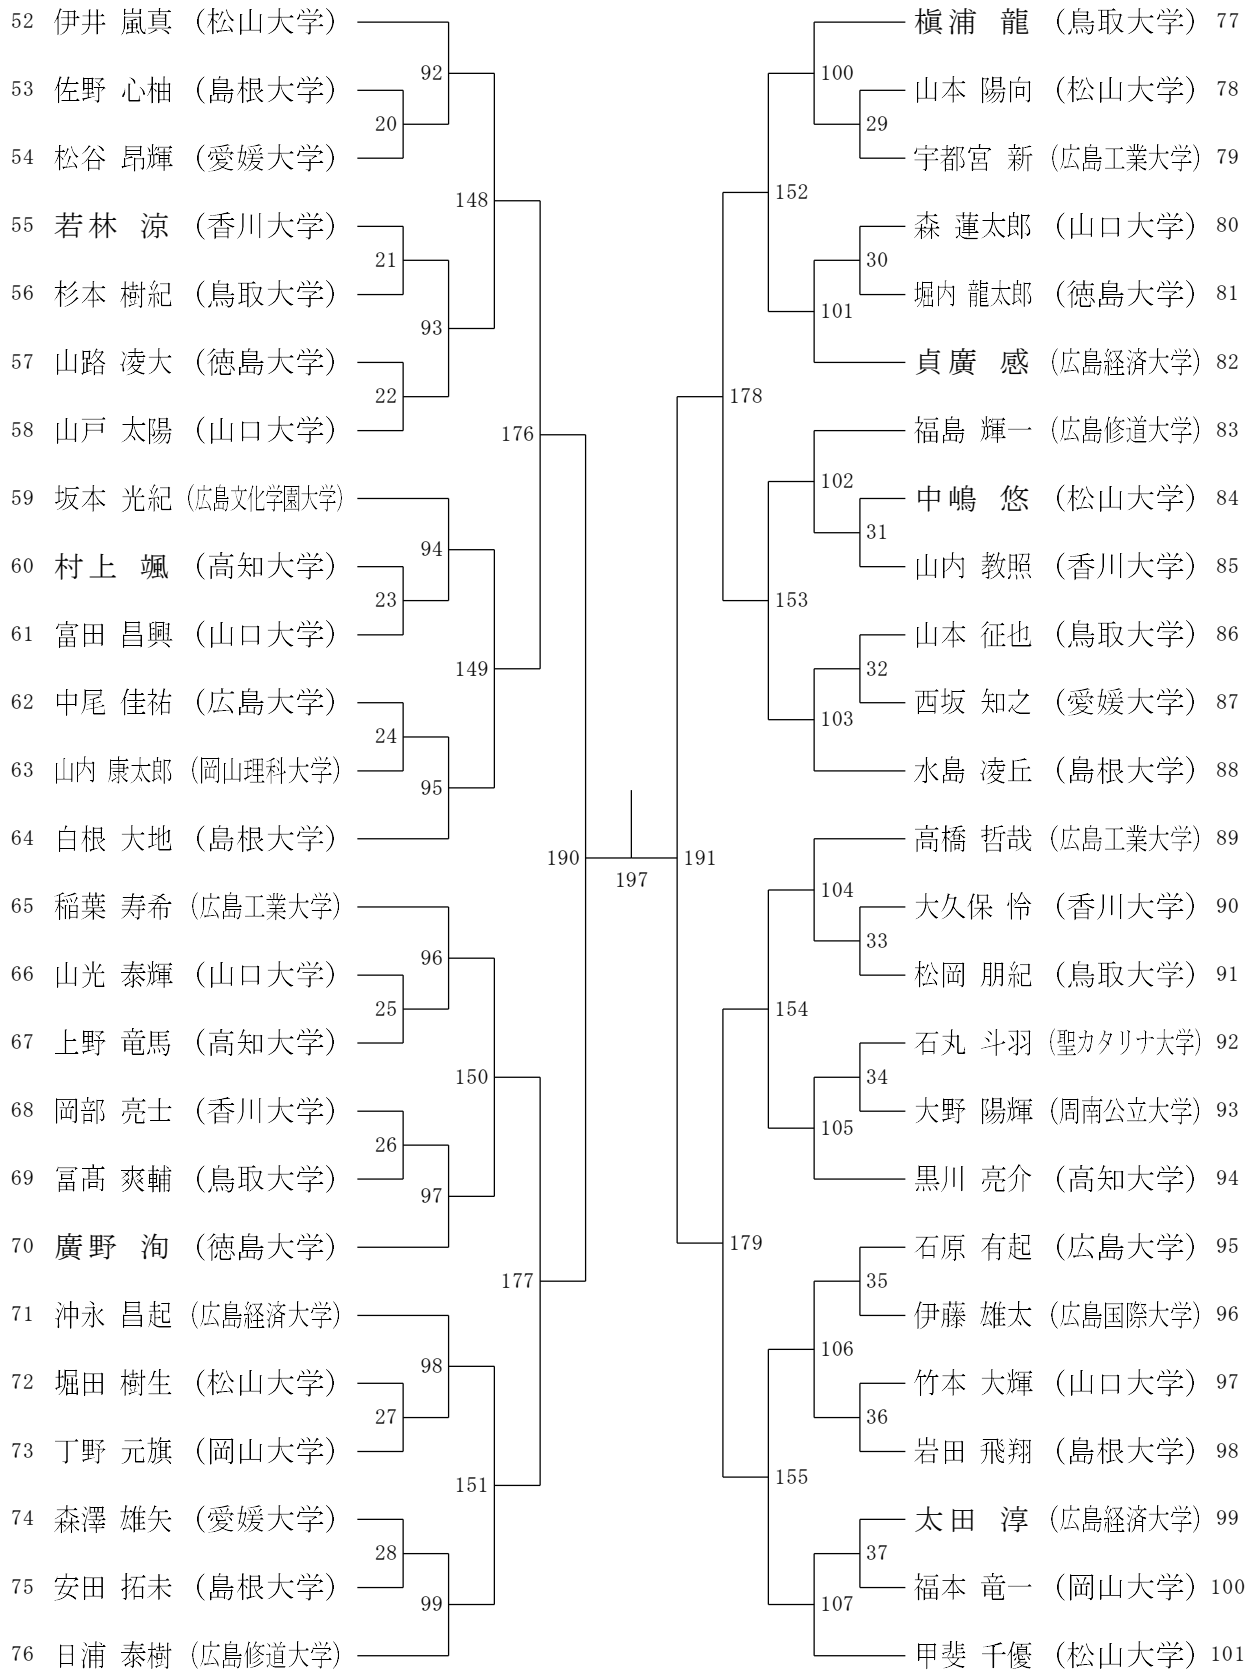 52 伊井 嵐真 （松山大学）
53 佐野 心柚 （島根大学）
54 松谷 昂輝 （愛媛大学）
55 若林 涼 （香川大学）
56 杉本 樹紀 （鳥取大学）
57 山路 凌大 （徳島大学）
58 山戸 太陽 （山口大学）
59 坂本 光紀 （広島文化学園大学）
60 村上 颯 （高知大学）
61 富田 昌興 （山口大学）
62 中尾 佳祐 （広島大学）
63 山内 康太郎 （岡山理科大学）
64 白根 大地 （島根大学）
65 稲葉 寿希 （広島工業大学）
66 山光 泰輝 （山口大学）
67 上野 竜馬 （高知大学）
68 岡部 亮士 （香川大学）
69 冨髙 爽輔 （鳥取大学）
70 廣野 洵 （徳島大学）
71 沖永 昌起 （広島経済大学）
72 堀田 樹生 （松山大学）
73 丁野 元旗 （岡山大学）
74 森澤 雄矢 （愛媛大学）
75 安田 拓未 （島根大学）
76 日浦 泰樹 （広島修道大学）
92
20
148
21
93
22
176
94
23
149
24
95
190
96
25
150
26
97
177
98
27
151
28
99
197
100
29
152
30
101
178
102
31
153
32
103
191
104
33
154
34
105
179
35
106
36
155
37
107
槇浦 龍 （鳥取大学） 77
山本 陽向 （松山大学） 78
宇都宮 新 （広島工業大学） 79
森 蓮太郎 （山口大学） 80
堀内 龍太郎 （徳島大学） 81
貞廣 感 （広島経済大学） 82
福島 輝一 （広島修道大学） 83
中嶋 悠 （松山大学） 84
山内 教照 （香川大学） 85
山本 征也 （鳥取大学） 86
西坂 知之 （愛媛大学） 87
水島 凌丘 （島根大学） 88
高橋 哲哉 （広島工業大学） 89
大久保 怜 （香川大学） 90
松岡 朋紀 （鳥取大学） 91
石丸 斗羽 （聖カタリナ大学） 92
大野 陽輝 （周南公立大学） 93
黒川 亮介 （高知大学） 94
石原 有起 （広島大学） 95
伊藤 雄太 （広島国際大学） 96
竹本 大輝 （山口大学） 97
岩田 飛翔 （島根大学） 98
太田 淳 （広島経済大学） 99
福本 竜一 （岡山大学） 100
甲斐 千優 （松山大学） 101